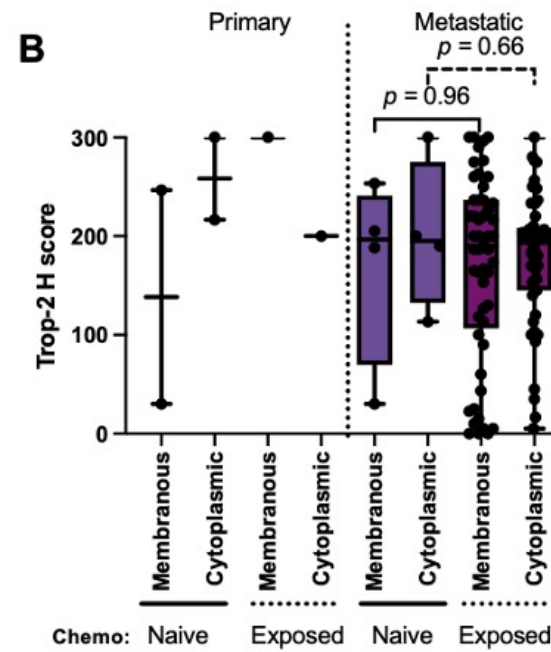 B
Primary
Metastatic
p = 0.66
p = 0.96
Trop-2 H score
300
200
100
0
Membranous
Cytoplasmic
Membranous
Cytoplasmic
Membranous
Cytoplasmic
Membranous
Cytoplasmic
Chemo: Naive Exposed Naive Exposed